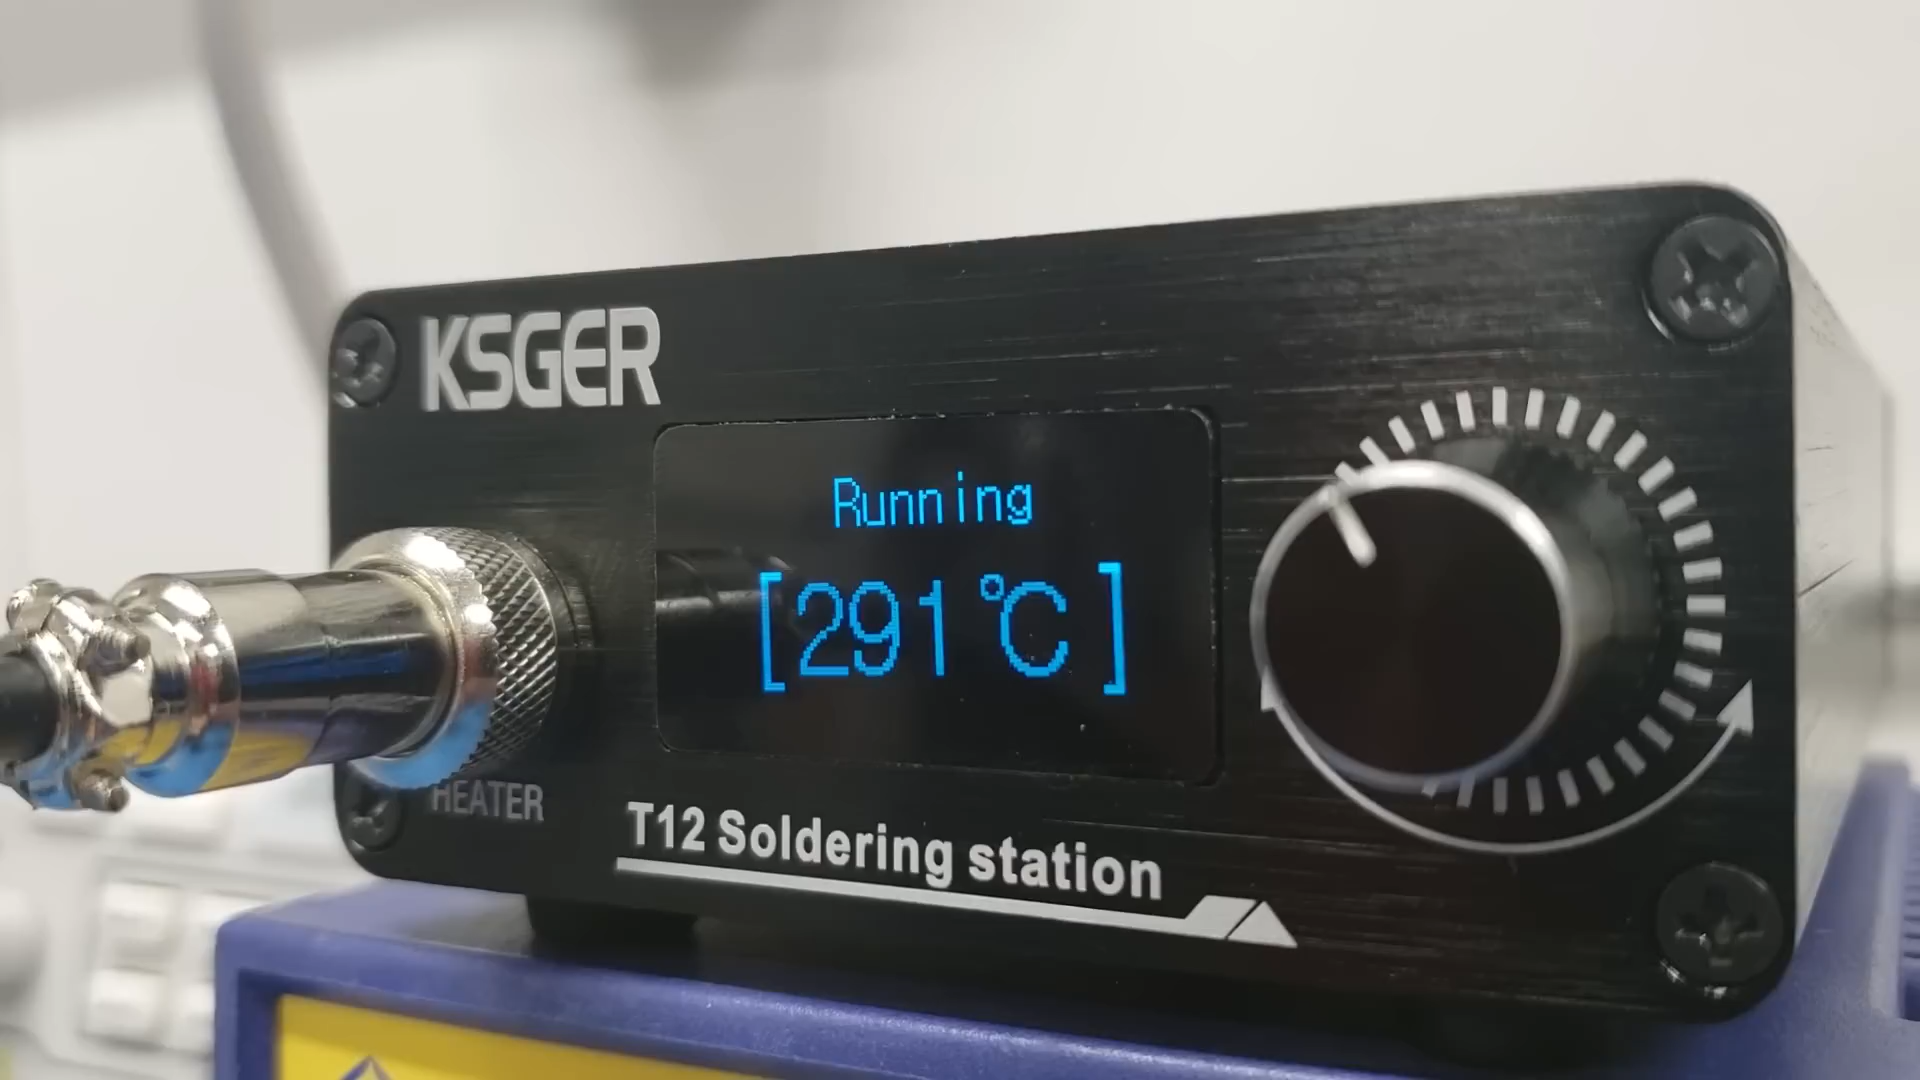 KSGER
Running
[291℃]
HEATER
T12 Soldering station